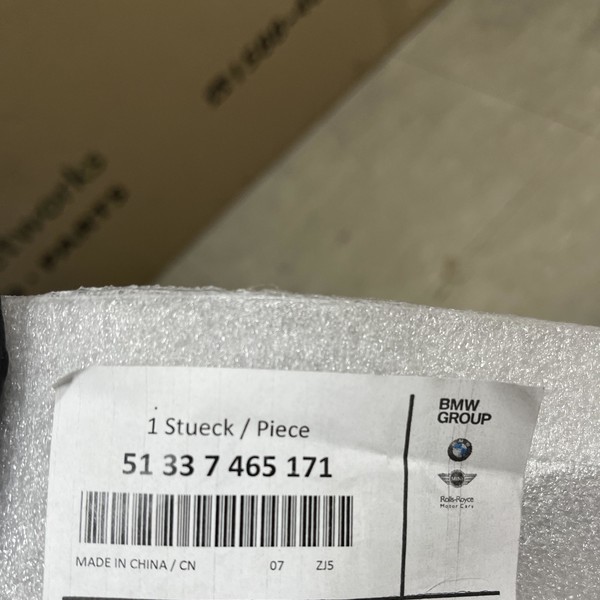 1 Stueck / Piece
51 33 7 465 171
MADE IN CHINA / CN 07 ZJ5
BMW
GROUP
MINI
Rolls-Royce
Motor Cars